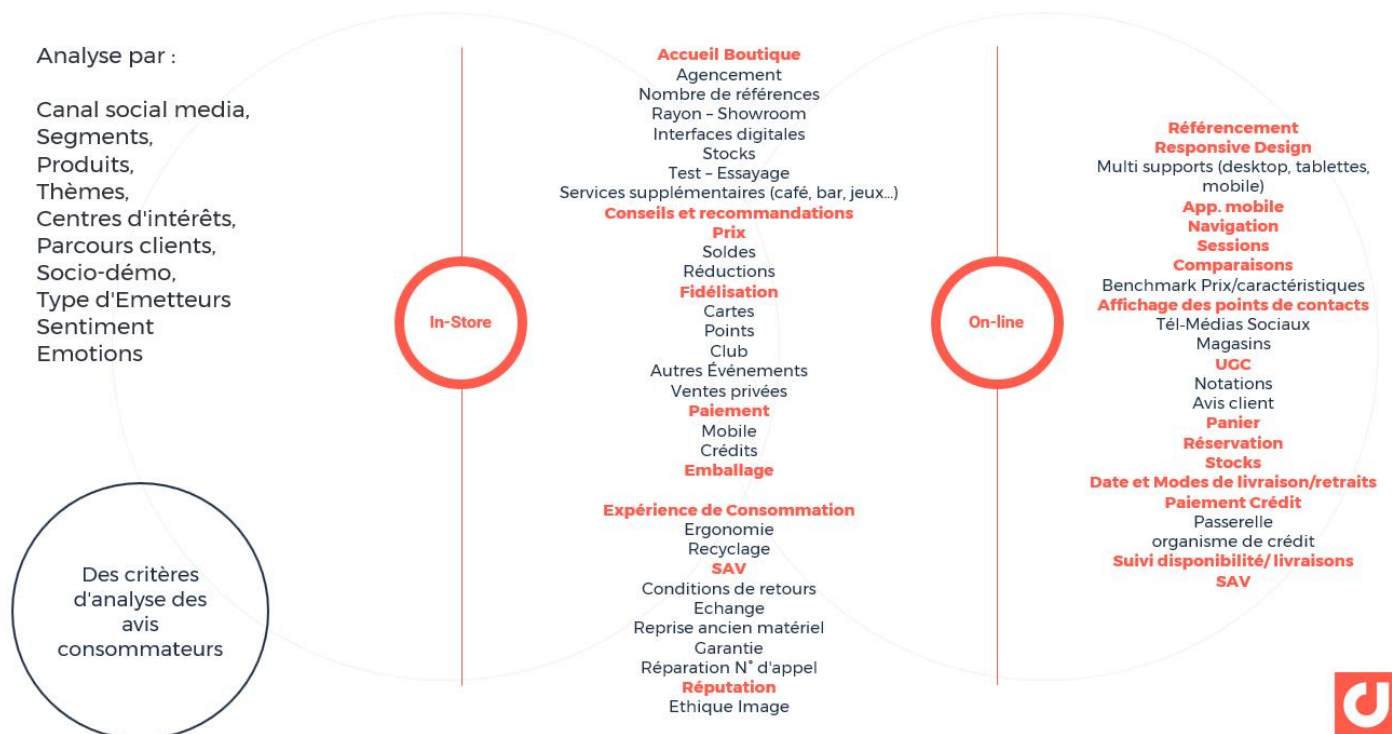 Analyse par :
Canal social media,
Segments,
Produits,
Thèmes,
Centres d'intérêts,
Parcours clients,
Socio-démo,
Type d'Emetteurs
Sentiment
Emotions
Des critères
d'analyse des
avis
consommateurs
In-Store
Accueil Boutique
Agencement
Nombre de références
Rayon – Showroom
Interfaces digitales
Stocks
Test – Essayage
Services supplémentaires (café, bar, jeux...)
Conseils et recommandations
Prix
Soldes
Réductions
Fidélisation
Cartes
Points
Club
Autres Événements
Ventes privées
Paiement
Mobile
Crédits
Emballage
Expérience de Consommation
Ergonomie
Recyclage
SAV
Conditions de retours
Echange
Reprise ancien matériel
Garantie
Réparation N° d'appel
Réputation
Ethique Image
On-line
Référencement
Responsive Design
Multi supports (desktop, tablettes,
mobile)
App. mobile
Navigation
Sessions
Comparaisons
Benchmark Prix/caractéristiques
Affichage des points de contacts
Tél-Médias Sociaux
Magasins
UGC
Notations
Avis client
Panier
Réservation
Stocks
Date et Modes de livraison/retraits
Paiement Crédit
Passerelle
organisme de crédit
Suivi disponibilité/ livraisons
SAV